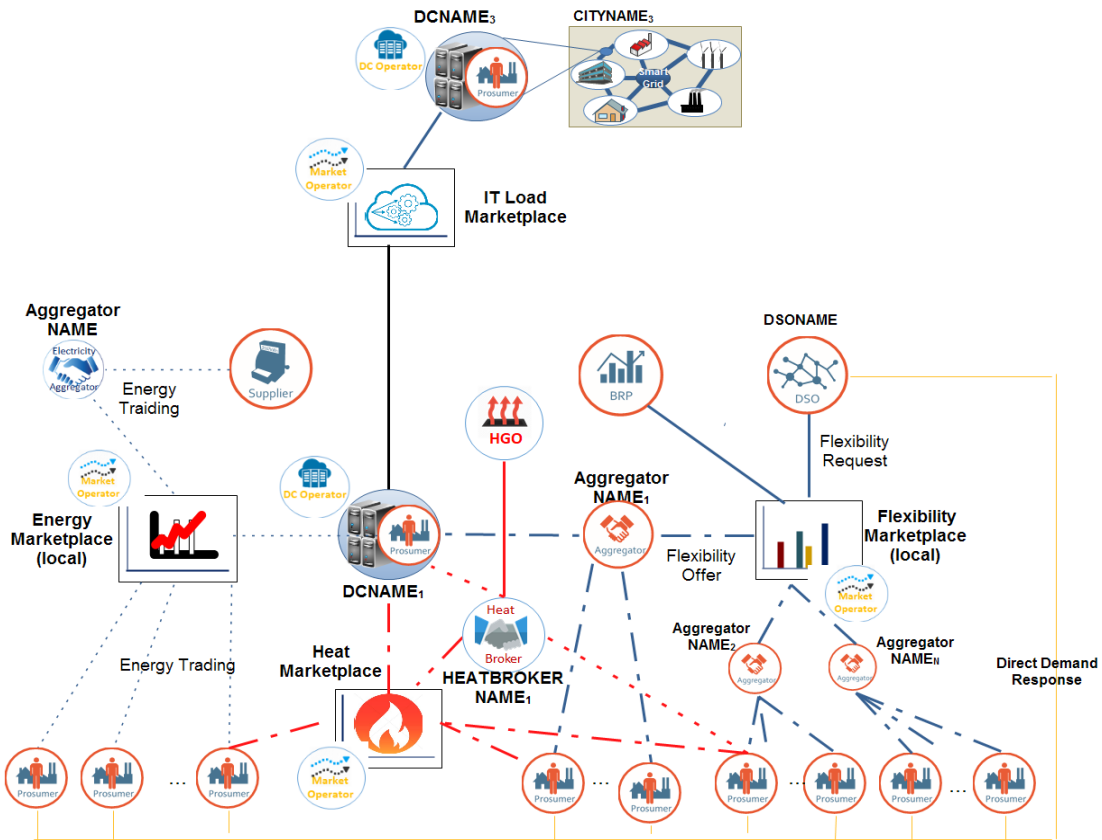 DCNAME₃
CITYNAME₃
DC Operator
Prosumer
Smart
Grid
Market
Operator
IT Load
Marketplace
Aggregator
NAME
Electricity
Aggregator
Supplier
Energy
Traiding
BRP
DSONAME
DSO
HGO
Flexibility
Request
Market
Operator
DC Operator
Aggregator
NAME₁
Energy
Marketplace
(local)
Prosumer
Aggregator
Flexibility
Offer
Flexibility
Marketplace
(local)
DCNAME₁
Market
Operator
Heat
Broker
HEATBROKER
NAME₁
Heat
Marketplace
Energy Trading
Aggregator
NAME₂
Aggregator
Aggregator
NAMEN
Aggregator
Direct Demand
Response
Market
Operator
Prosumer
Prosumer
...
Prosumer
Prosumer
...
Prosumer
Prosumer
...
Prosumer
Prosumer
...
Prosumer